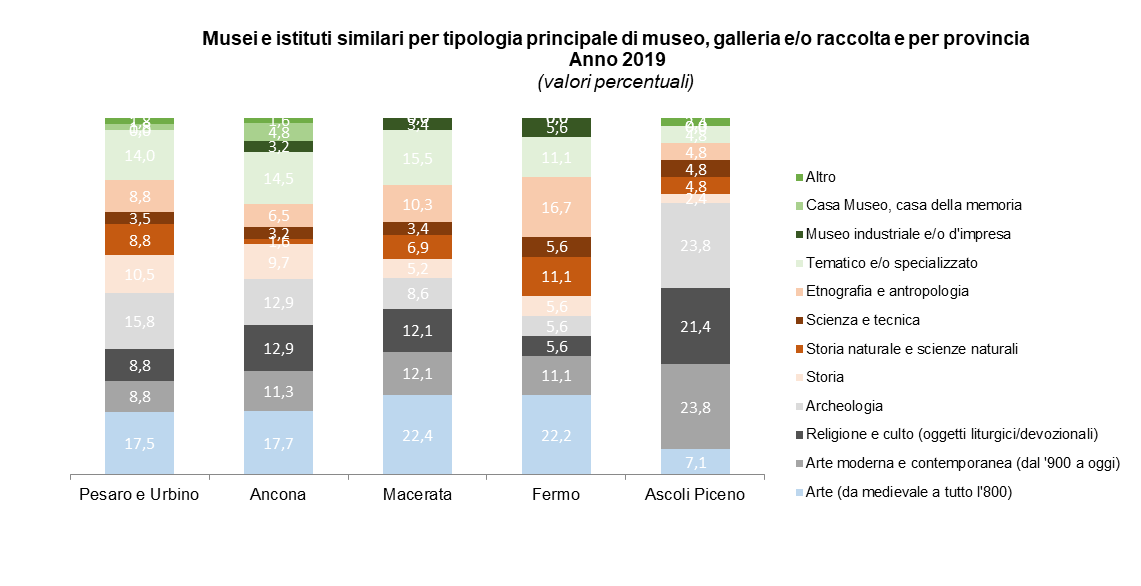 Musei e istituti similari per tipologia principale di museo, galleria e/o raccolta e per provincia
Anno 2019
(valori percentuali)
1,8
14,0
8,8
3,5
8,8
10,5
15,8
8,8
8,8
17,5
Pesaro e Urbino
1,6
4,8
3,2
14,5
6,5
3,2
1,6
9,7
12,9
12,9
11,3
17,7
Ancona
3,4
15,5
10,3
3,4
6,9
5,2
8,6
12,1
12,1
22,4
Macerata
5,6
11,1
16,7
5,6
11,1
5,6
5,6
5,6
11,1
22,2
Fermo
4,8
4,8
4,8
4,8
2,4
23,8
21,4
23,8
7,1
Ascoli Piceno
Altro
Casa Museo, casa della memoria
Museo industriale e/o d'impresa
Tematico e/o specializzato
Etnografia e antropologia
Scienza e tecnica
Storia naturale e scienze naturali
Storia
Archeologia
Religione e culto (oggetti liturgici/devozionali)
Arte moderna e contemporanea (dal '900 a oggi)
Arte (da medievale a tutto l'800)